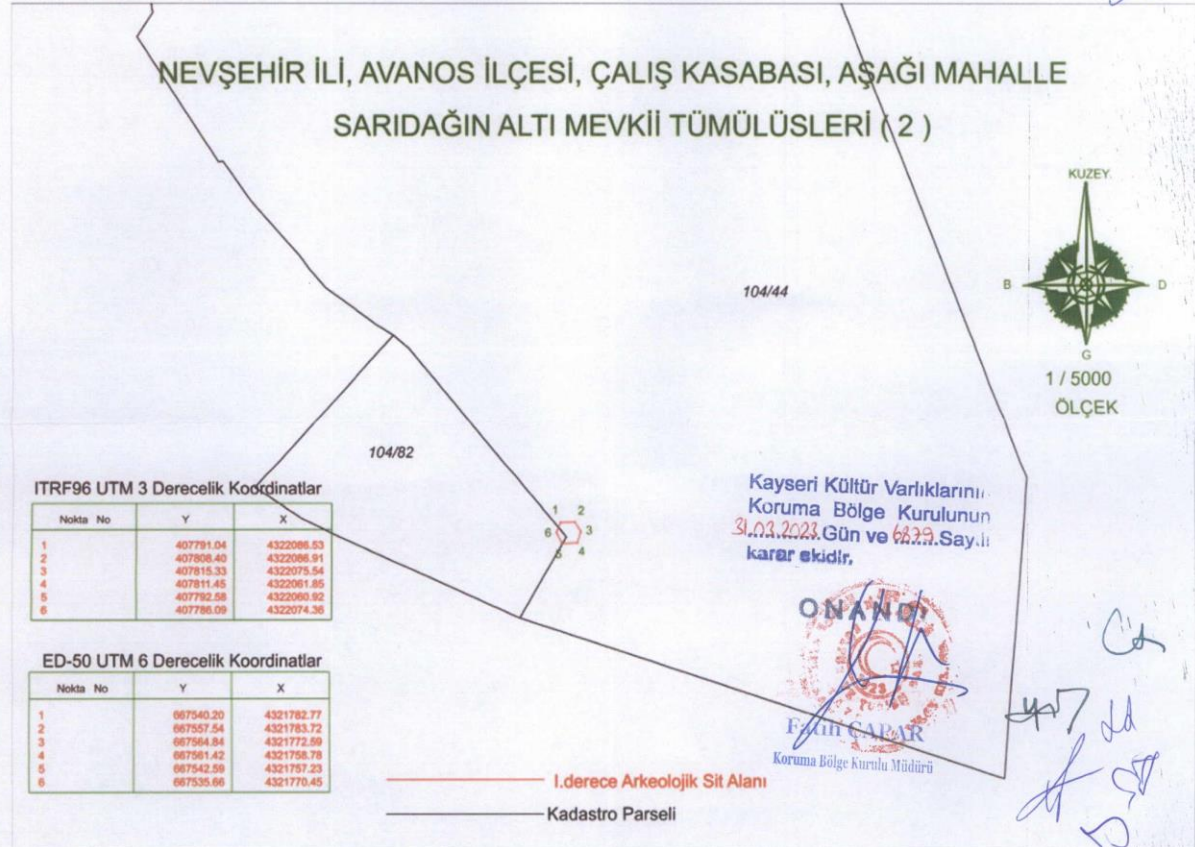 NEVŞEHİR İLİ, AVANOS İLÇESİ, ÇALIŞ KASABASI, AŞAĞI MAHALLE
SARIDAĞIN ALTI MEVKİİ TÜMÜLÜSLERİ ( 2 )
KUZEY
B D
G
1 / 5000
ÖLÇEK
104/44
104/82
1 2
6 3
5 4
ITRF96 UTM 3 Derecelik Koordinatlar
Nokta No Y X
1 407791.04 4322086.53
2 407808.40 4322086.91
3 407815.33 4322075.54
4 407811.45 4322061.85
5 407792.58 4322060.92
6 407786.09 4322074.36
ED-50 UTM 6 Derecelik Koordinatlar
Nokta No Y X
1 667540.20 4321782.77
2 667557.54 4321783.72
3 667564.84 4321772.59
4 667561.42 4321758.78
5 667542.59 4321757.23
6 667535.66 4321770.45
Kayseri Kültür Varlıklarını
Koruma Bölge Kurulunun
31.03.2023 Gün ve 6879 Sayılı
karar ekidir.
ONANDI
Fatih ÇAPAR
Koruma Bölge Kurulu Müdürü
I.derece Arkeolojik Sit Alanı
Kadastro Parseli